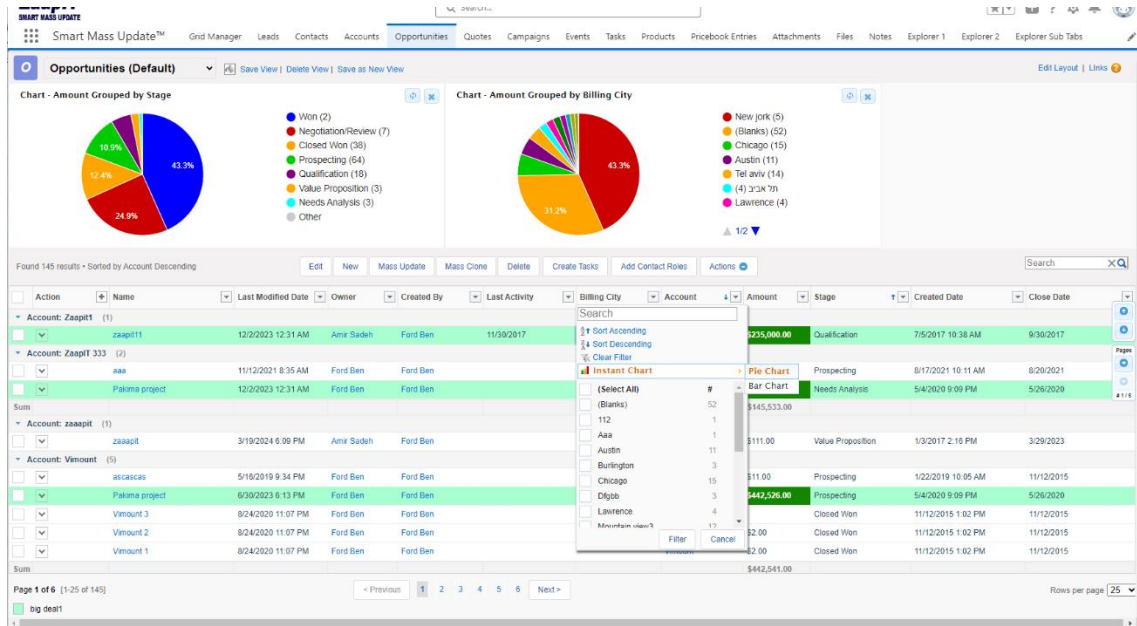 SMART MASS UPDATE
Search...
Smart Mass Update™ Grid Manager Leads Contacts Accounts Opportunities Quotes Campaigns Events Tasks Products Pricebook Entries Attachments Files Notes Explorer 1 Explorer 2 Explorer Sub Tabs
O Opportunities (Default) Save View | Delete View | Save as New View Edit Layout | Links
Chart - Amount Grouped by Stage
43.3%
24.9%
12.4%
10.9%
Won (2)
Negotiation/Review (7)
Closed Won (38)
Prospecting (64)
Qualification (18)
Value Proposition (3)
Needs Analysis (3)
Other
Chart - Amount Grouped by Billing City
43.3%
31.2%
New jork (5)
(Blanks) (52)
Chicago (15)
Austin (11)
Tel aviv (14)
תל אביב (4)
Lawrence (4)
1/2
Found 145 results • Sorted by Account Descending Edit New Mass Update Mass Clone Delete Create Tasks Add Contact Roles Actions Search
Action Name Last Modified Date Owner Created By Last Activity Billing City Account Amount Stage Created Date Close Date
Account: Zaapit1 (1)
zaapit11 12/2/2023 12:31 AM Amir Sadeh Ford Ben 11/30/2017 $235,000.00 Qualification 7/5/2017 10:38 AM 9/30/2017
Account: ZaapIT 333 (2)
aaa 11/12/2021 8:35 AM Ford Ben Ford Ben Prospecting 8/17/2021 10:11 AM 8/20/2021
Pakima project 12/2/2023 12:31 AM Ford Ben Ford Ben Needs Analysis 5/4/2020 9:09 PM 5/26/2020
Sum $145,533.00
Account: zaaapit (1)
zaaapit 3/19/2024 6:09 PM Amir Sadeh Ford Ben $111.00 Value Proposition 1/3/2017 2:16 PM 3/29/2023
Account: Vimount (5)
ascascas 5/16/2019 9:34 PM Ford Ben Ford Ben $11.00 Prospecting 1/22/2019 10:05 AM 11/12/2015
Pakima project 6/30/2023 6:13 PM Ford Ben Ford Ben $442,526.00 Prospecting 5/4/2020 9:09 PM 5/26/2020
Vimount 3 8/24/2020 11:07 PM Ford Ben Ford Ben Closed Won 11/12/2015 1:02 PM 11/12/2015
Vimount 2 8/24/2020 11:07 PM Ford Ben Ford Ben $2.00 Closed Won 11/12/2015 1:02 PM 11/12/2015
Vimount 1 8/24/2020 11:07 PM Ford Ben Ford Ben Vimount $2.00 Closed Won 11/12/2015 1:02 PM 11/12/2015
Sum $442,541.00
Search
Sort Ascending
Sort Descending
Clear Filter
Instant Chart
Pie Chart
Bar Chart
(Select All) #
(Blanks) 52
112 1
Aaa 1
Austin 11
Burlington 3
Chicago 15
Dfgbb 3
Lawrence 4
Mountain view3 12
Filter Cancel
Pages
# 1 / 6
Page 1 of 6 [1-25 of 145] < Previous 1 2 3 4 5 6 Next > Rows per page 25
big deal1